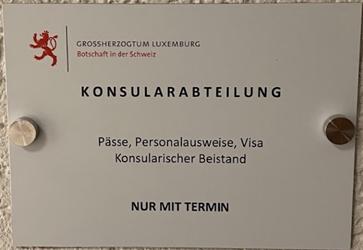 GROSSHERZOGTUM LUXEMBURG
Botschaft in der Schweiz
KONSULARABTEILUNG
Pässe, Personalausweise, Visa
Konsularischer Beistand
NUR MIT TERMIN